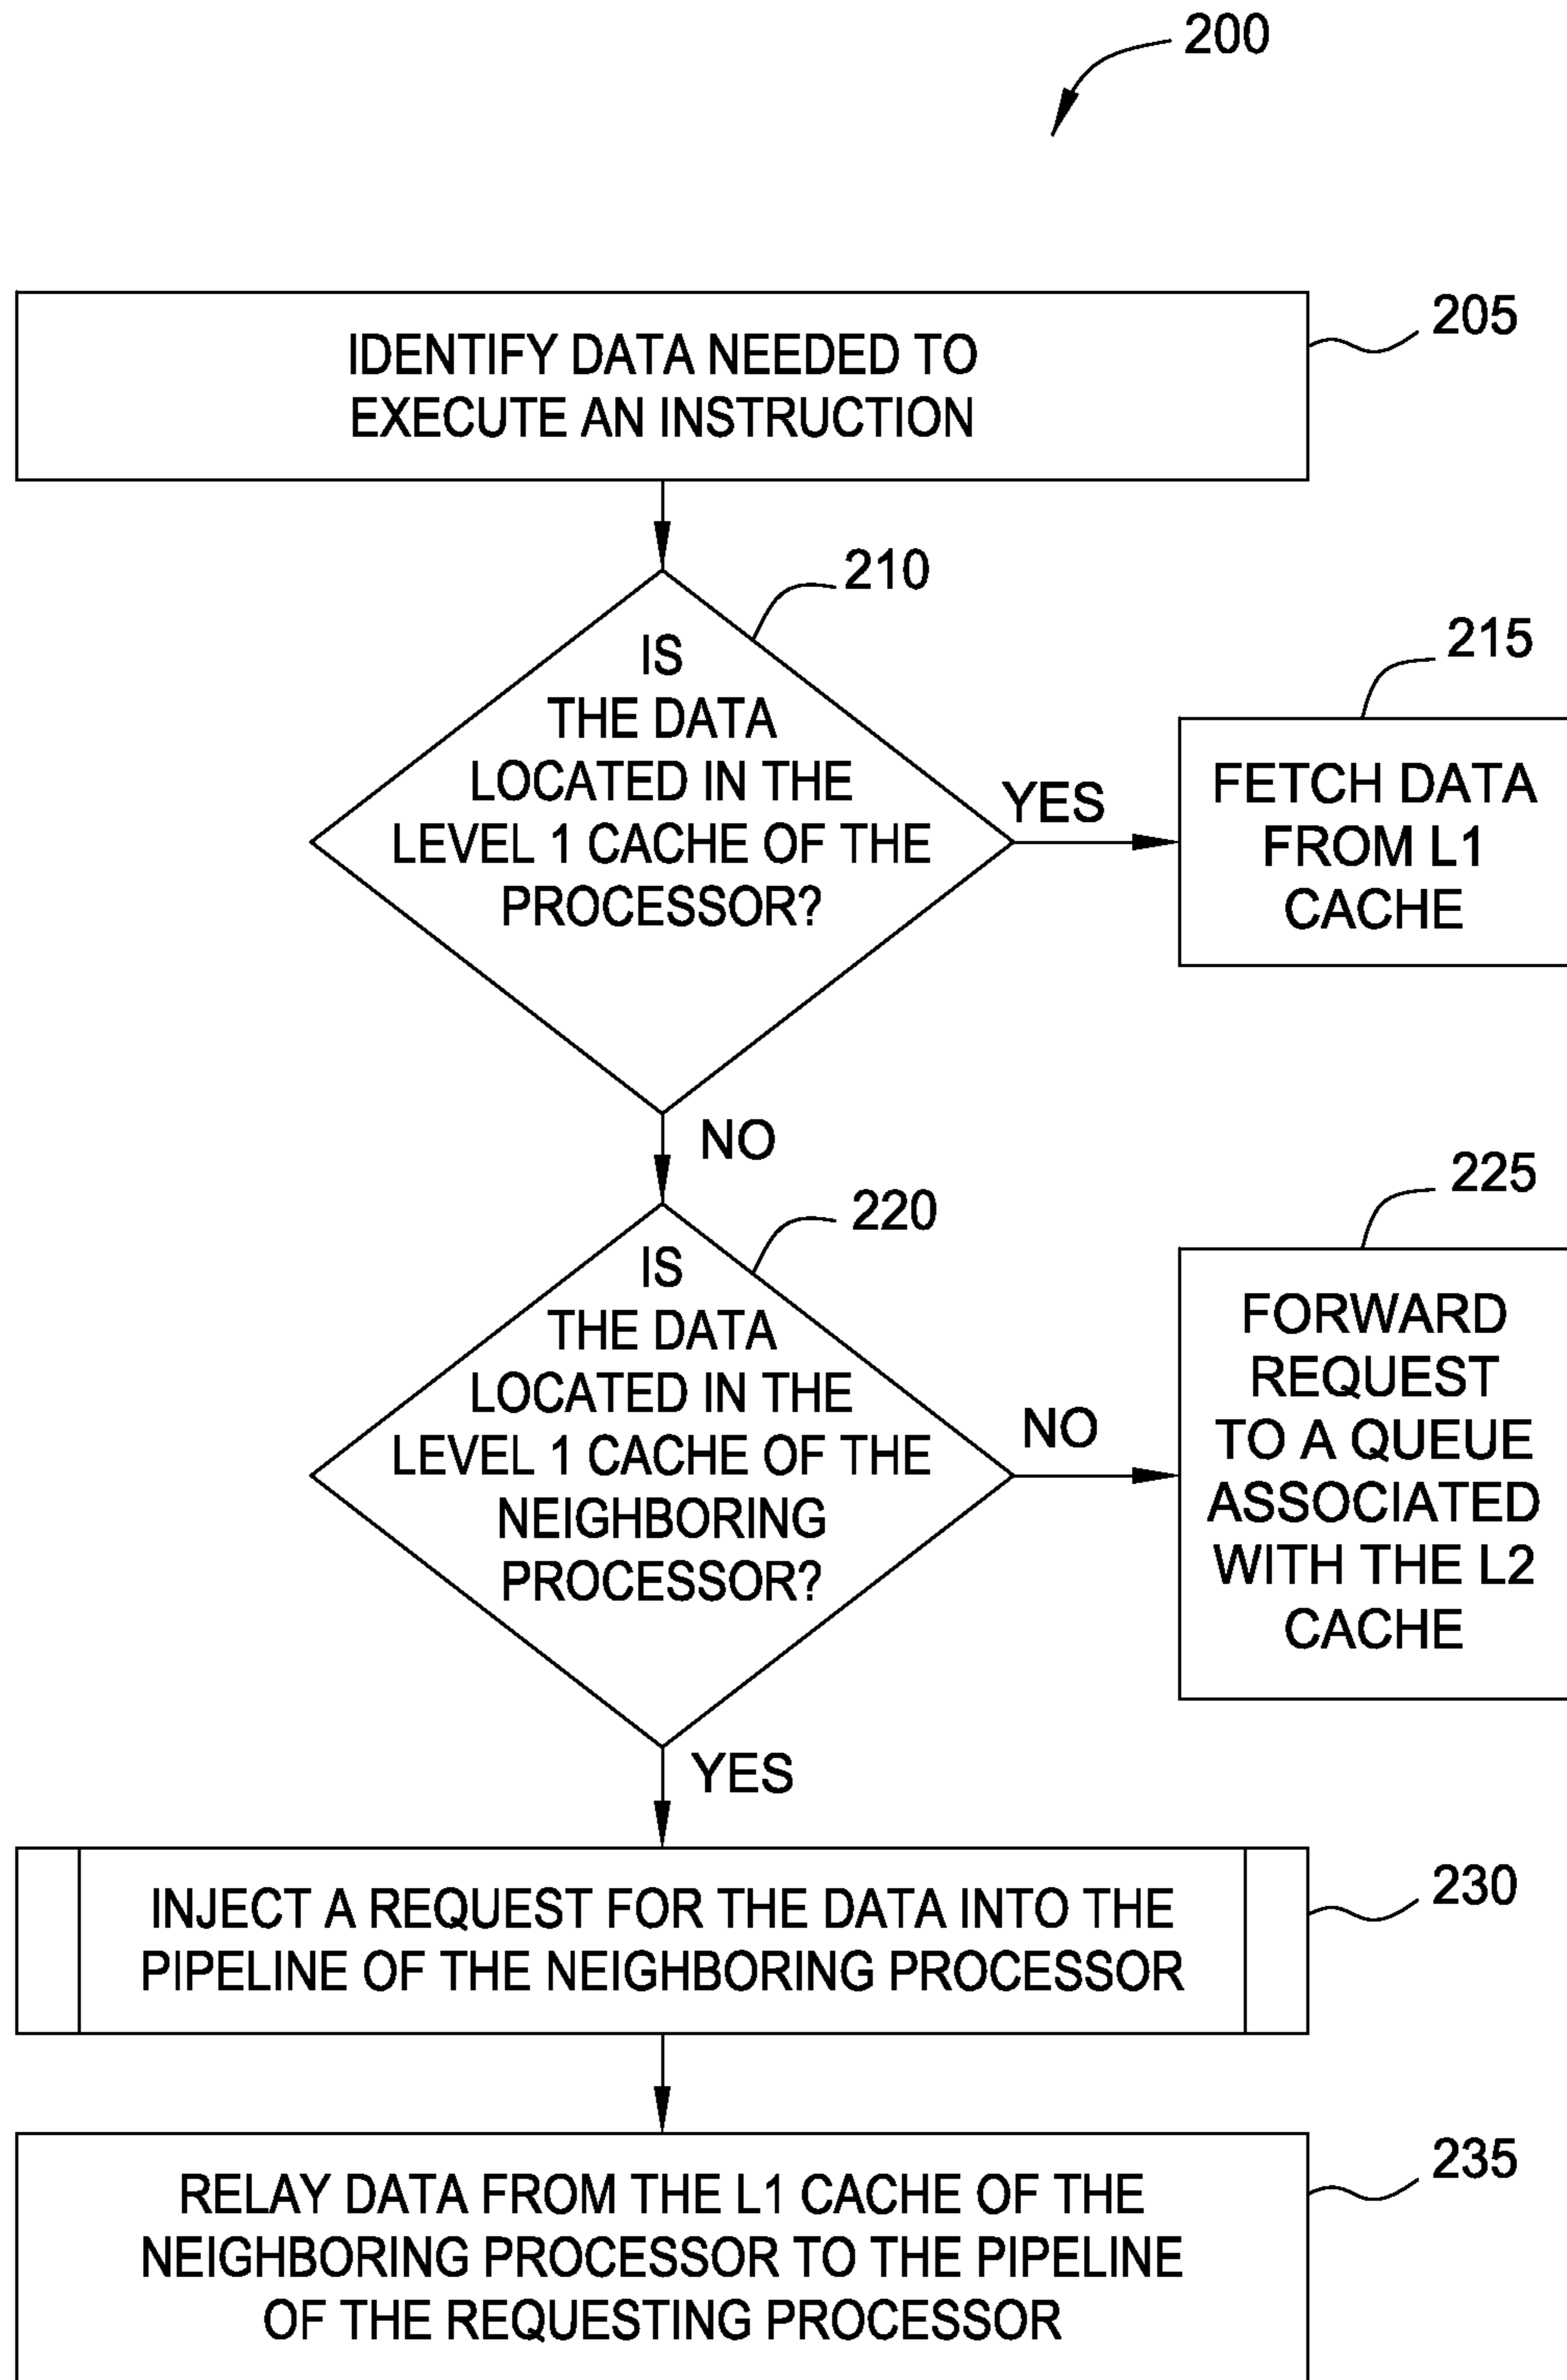 200
205
IDENTIFY DATA NEEDED TO
EXECUTE AN INSTRUCTION
210
IS
THE DATA
LOCATED IN THE
LEVEL 1 CACHE OF THE
PROCESSOR?
YES
215
FETCH DATA
FROM L1
CACHE
NO
220
IS
THE DATA
LOCATED IN THE
LEVEL 1 CACHE OF THE
NEIGHBORING
PROCESSOR?
NO
225
FORWARD
REQUEST
TO A QUEUE
ASSOCIATED
WITH THE L2
CACHE
YES
230
INJECT A REQUEST FOR THE DATA INTO THE
PIPELINE OF THE NEIGHBORING PROCESSOR
235
RELAY DATA FROM THE L1 CACHE OF THE
NEIGHBORING PROCESSOR TO THE PIPELINE
OF THE REQUESTING PROCESSOR